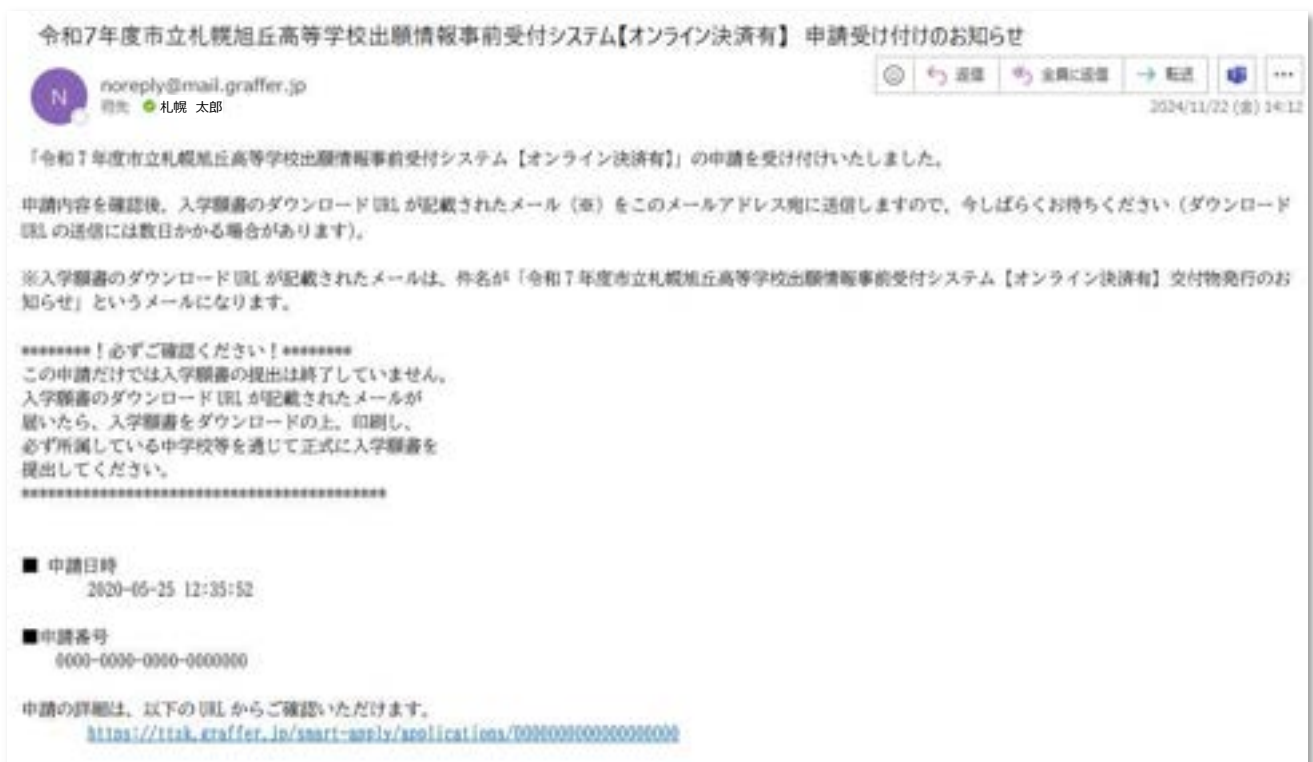 令和7年度市立札幌旭丘高等学校出願情報事前受付システム【オンライン決済有】 申請受け付けのお知らせ
N
noreply@mail.graffer.jp
宛先 札幌 太郎
返信 全員に返信 転送 …
2024/11/22 (金) 14:12
「令和7年度市立札幌旭丘高等学校出願情報事前受付システム【オンライン決済有】」の申請を受け付けいたしました。
申請内容を確認後、入学願書のダウンロード URL が記載されたメール（※）をこのメールアドレス宛に送信しますので、今しばらくお待ちください（ダウンロード
URL の送信には数日かかる場合があります）。
※入学願書のダウンロード URL が記載されたメールは、件名が「令和7年度市立札幌旭丘高等学校出願情報事前受付システム【オンライン決済有】交付物発行のお
知らせ」というメールになります。
********！必ずご確認ください！********
この申請だけでは入学願書の提出は終了していません。
入学願書のダウンロード URL が記載されたメールが
届いたら、入学願書をダウンロードの上、印刷し、
必ず所属している中学校等を通じて正式に入学願書を
提出してください。
******************************************
■ 申請日時
2020-05-25 12:35:52
■申請番号
0000-0000-0000-0000000
申請の詳細は、以下の URL からご確認いただけます。
https://ttzk.graffer.jp/smart-apply/applications/0000000000000000000